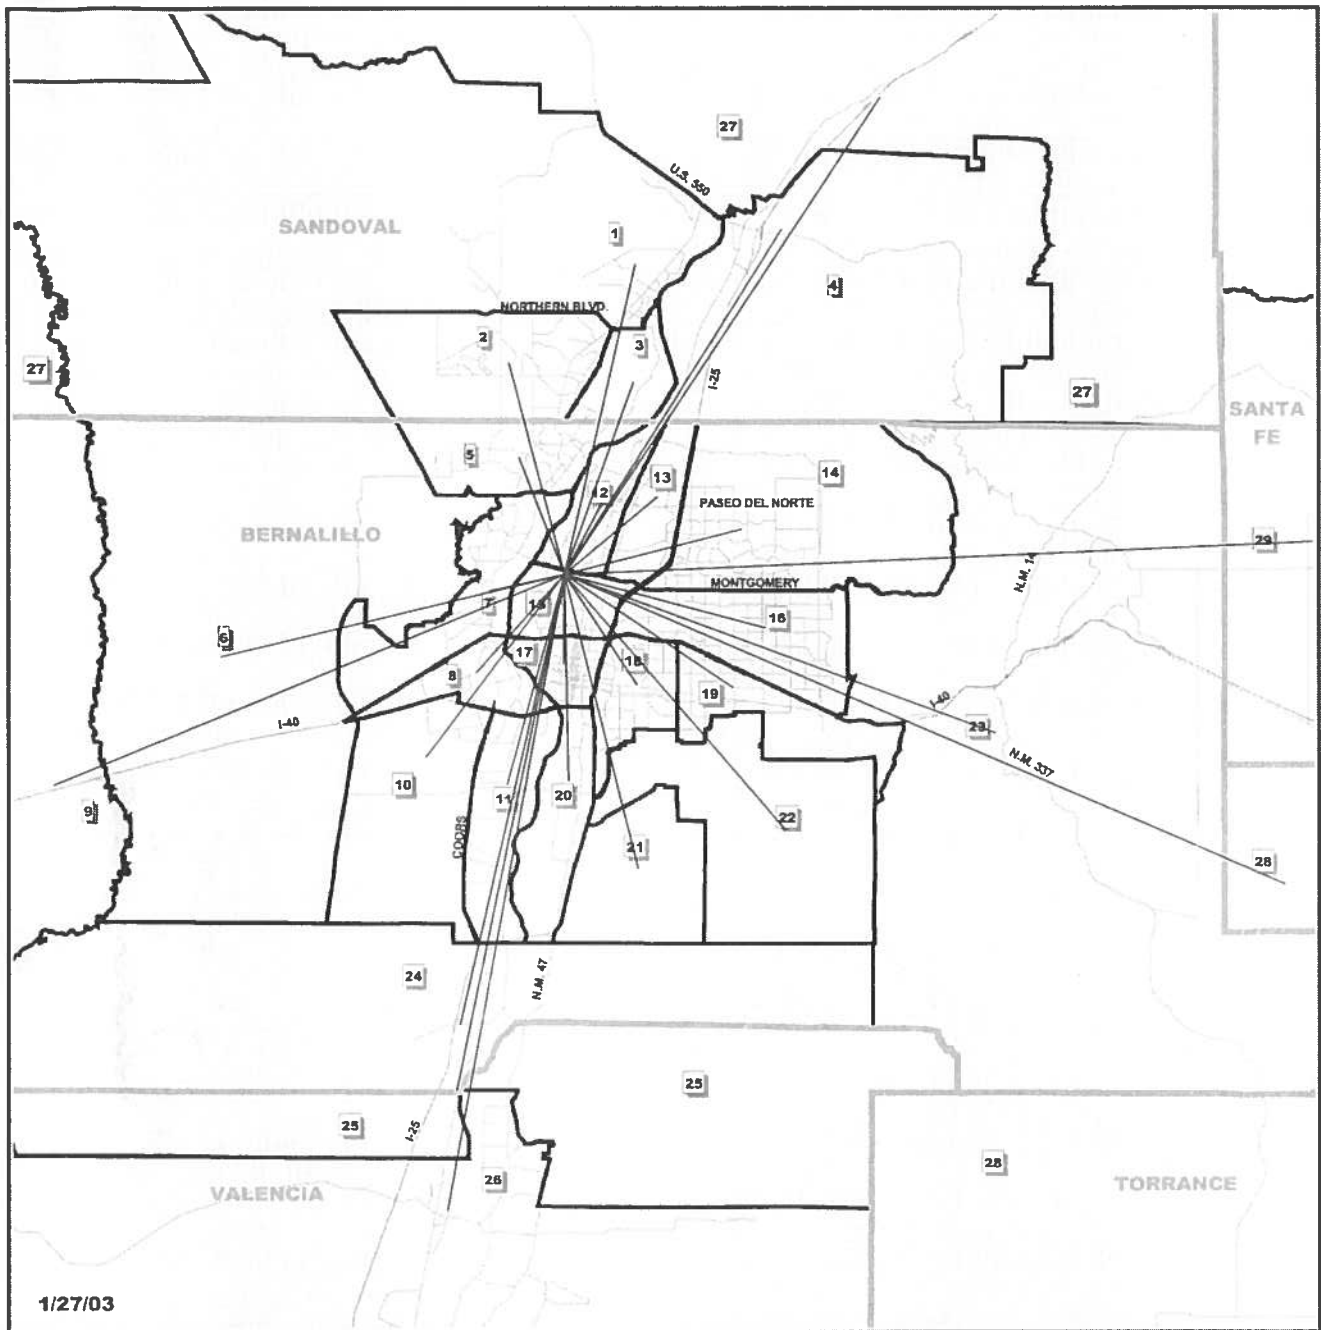 27
U.S. 550
SANDOVAL
1
4
NORTHERN BLVD.
2
3
27
I-25
27
SANTA
FE
5
14
13
12
PASEO DEL NORTE
BERNALILLO
29
N.M. 14
MONTGOMERY
7
15
16
6
17
18
8
19
I-40
I-40
23
N.M. 337
10
11
20
9
22
COORS
21
28
24
N.M. 47
25
25
I-25
28
26
VALENCIA
TORRANCE
1/27/03